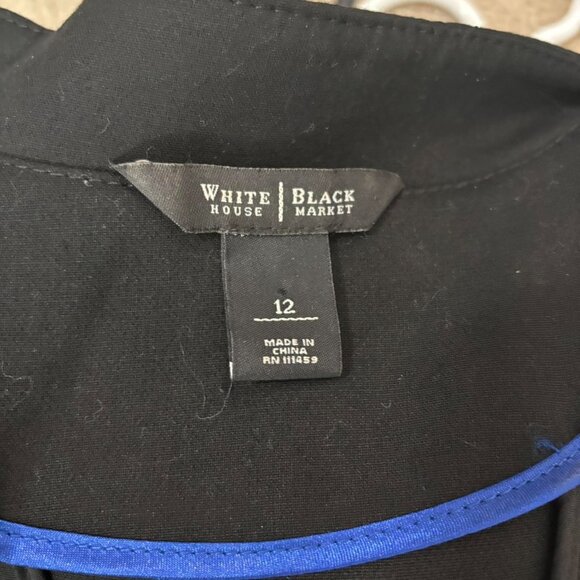 WHITE | BLACK
HOUSE | MARKET
12
MADE IN
CHINA
RN 111459